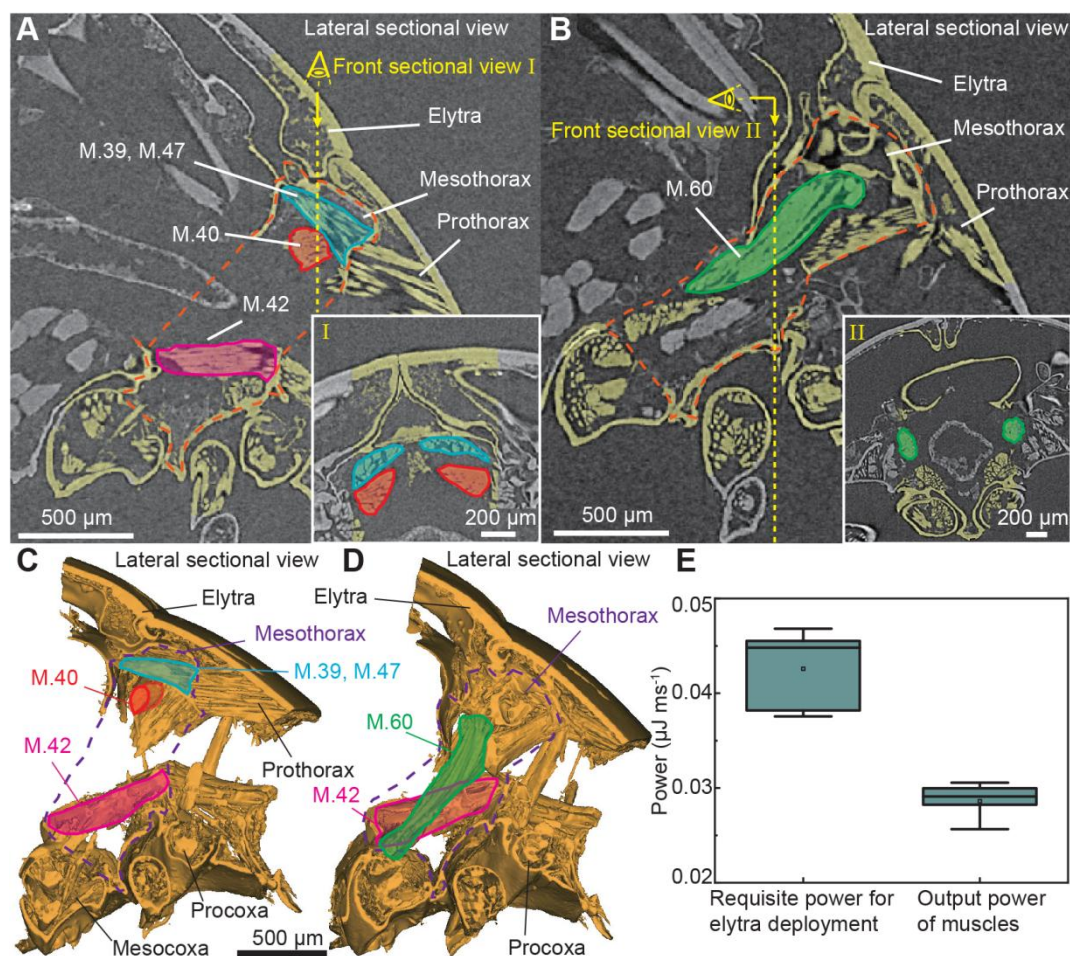 A
Lateral sectional view
Front sectional view I
Elytra
M.39, M.47
Mesothorax
Prothorax
M.40
M.42
I
500 µm
200 µm
B
Lateral sectional view
Elytra
Front sectional view II
Mesothorax
Prothorax
M.60
II
500 µm
200 µm
C
Lateral sectional view
Elytra
Mesothorax
M.40
M.39, M.47
M.42
Prothorax
Procoxa
Mesocoxa
500 µm
D
Lateral sectional view
Elytra
Mesothorax
M.60
M.42
Procoxa
E
0.05
0.04
0.03
0.02
Power (µJ ms⁻¹)
Requisite power for
elytra deployment
Output power
of muscles